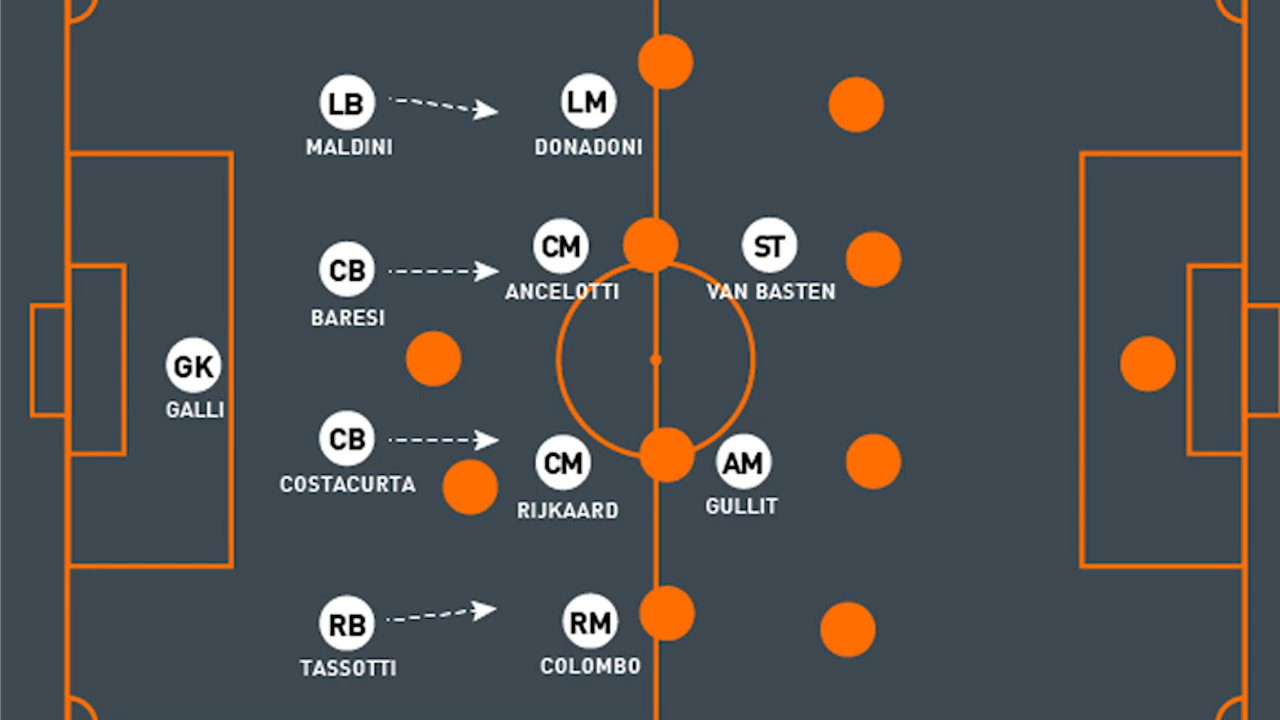 LB
MALDINI
LM
DONADONI
CB
BARESI
CM
ANCELOTTI
ST
VAN BASTEN
GK
GALLI
CB
COSTACURTA
CM
RIJKAARD
AM
GULLIT
RB
TASSOTTI
RM
COLOMBO